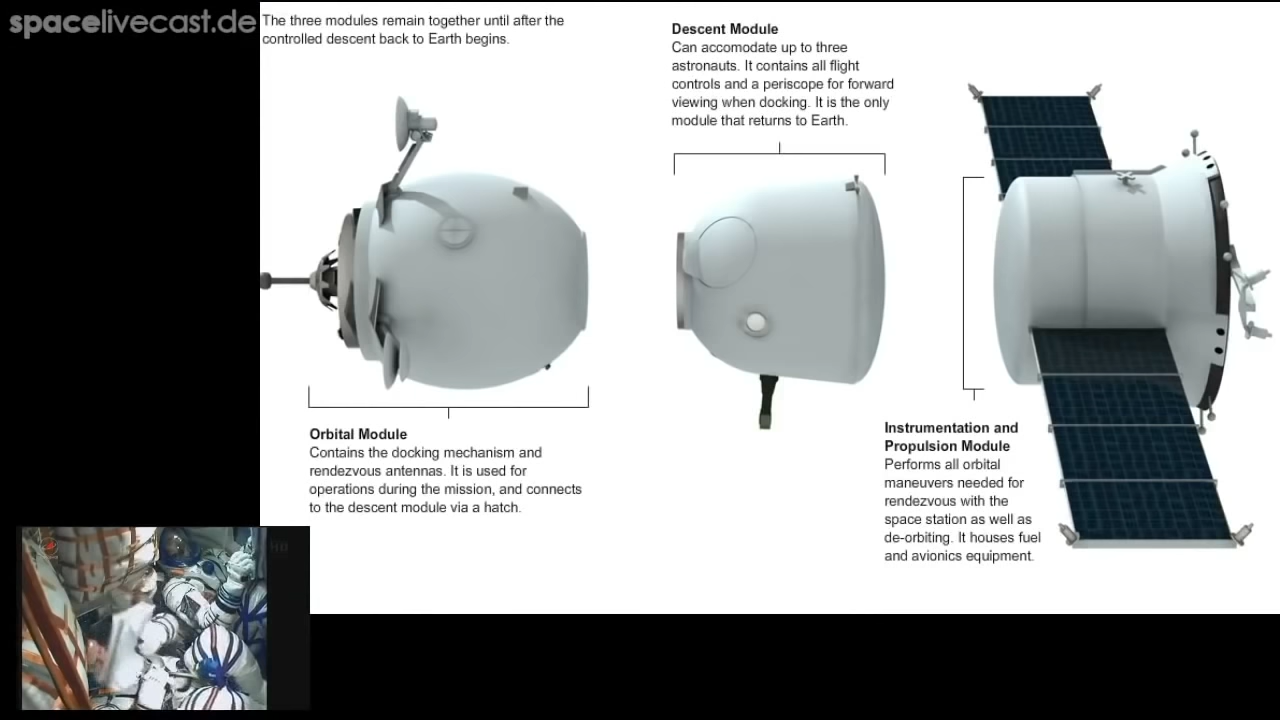 spacelivecast.de
The three modules remain together until after the
controlled descent back to Earth begins.
Descent Module
Can accomodate up to three
astronauts. It contains all flight
controls and a periscope for forward
viewing when docking. It is the only
module that returns to Earth.
Orbital Module
Contains the docking mechanism and
rendezvous antennas. It is used for
operations during the mission, and connects
to the descent module via a hatch.
Instrumentation and
Propulsion Module
Performs all orbital
maneuvers needed for
rendezvous with the
space station as well as
de-orbiting. It houses fuel
and avionics equipment.